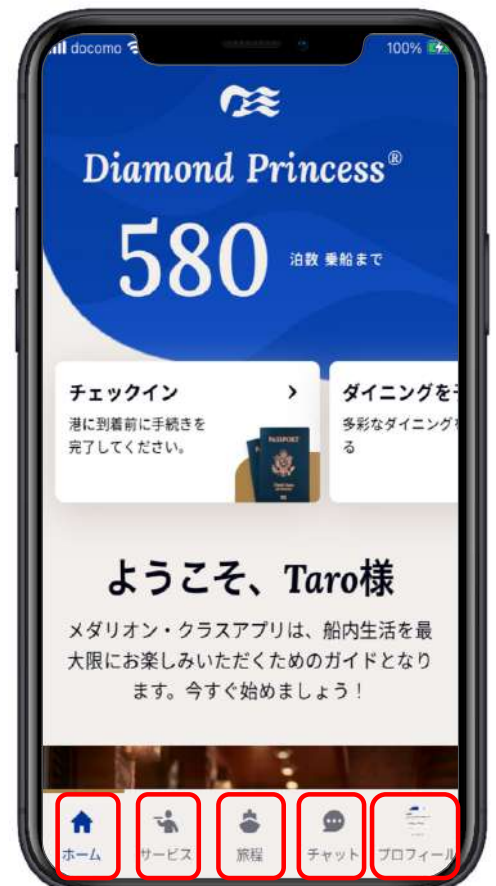 docomo
100%
Diamond Princess®
580 泊数 乗船まで
チェックイン >
港に到着前に手続きを
完了してください。
PASSPORT
ダイニングを
多彩なダイニング
る
ようこそ、Taro様
メダリオン・クラスアプリは、船内生活を最
大限にお楽しみいただくためのガイドとなり
ます。今すぐ始めましょう！
ホーム サービス 旅程 チャット プロフィール